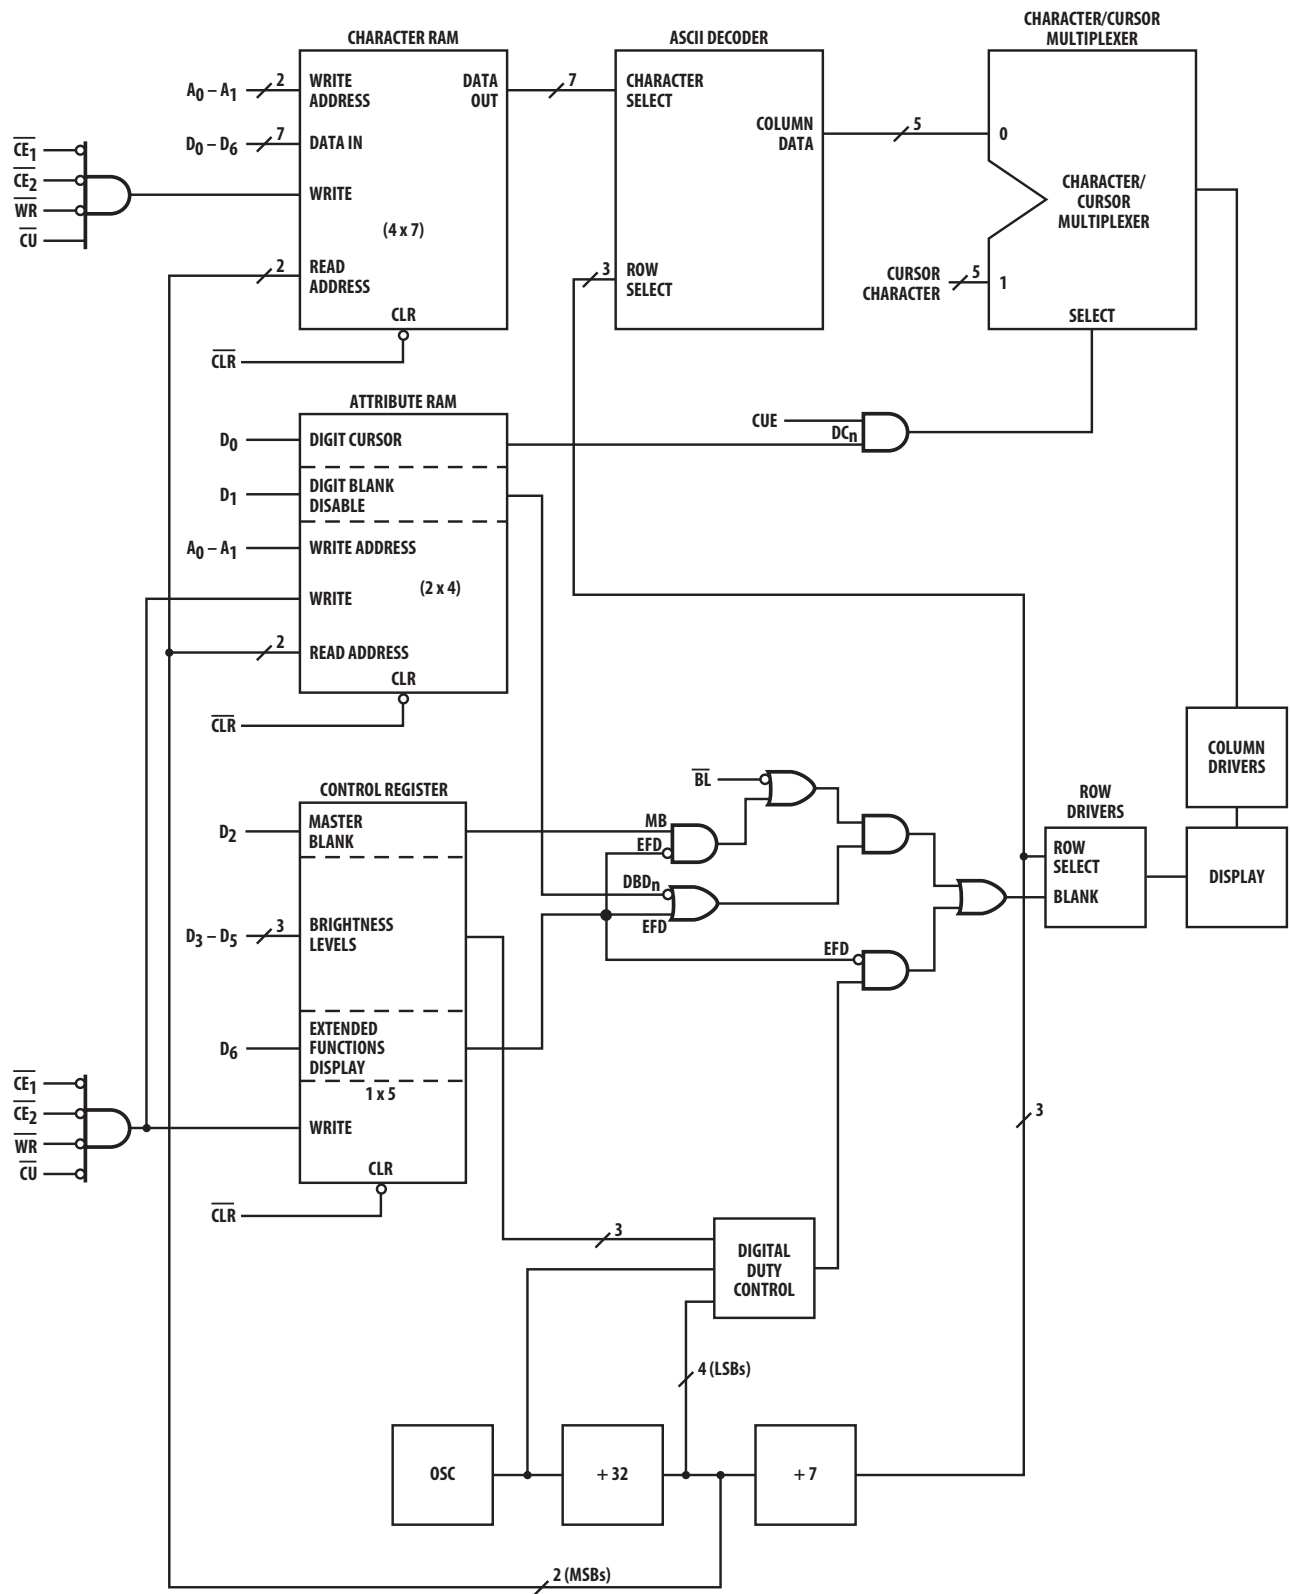 CHARACTER RAM
A0 – A1
2
WRITE
ADDRESS
DATA
OUT
7
D0 – D6
7
DATA IN
CE1
CE2
WR
CU
WRITE
(4 x 7)
2
READ
ADDRESS
CLR
CLR
ASCII DECODER
CHARACTER
SELECT
COLUMN
DATA
5
3
ROW
SELECT
CHARACTER/CURSOR
MULTIPLEXER
0
CHARACTER/
CURSOR
MULTIPLEXER
CURSOR
CHARACTER
5
1
SELECT
ATTRIBUTE RAM
D0
DIGIT CURSOR
CUE
DCn
D1
DIGIT BLANK
DISABLE
A0 – A1
WRITE ADDRESS
(2 x 4)
WRITE
2
READ ADDRESS
CLR
CLR
CONTROL REGISTER
D2
MASTER
BLANK
D3 – D5
3
BRIGHTNESS
LEVELS
D6
EXTENDED
FUNCTIONS
DISPLAY
1 x 5
CE1
CE2
WR
CU
WRITE
CLR
CLR
BL
MB
EFD
DBDn
EFD
EFD
ROW
DRIVERS
ROW
SELECT
BLANK
COLUMN
DRIVERS
DISPLAY
3
3
DIGITAL
DUTY
CONTROL
4 (LSBs)
OSC
+ 32
+ 7
2 (MSBs)